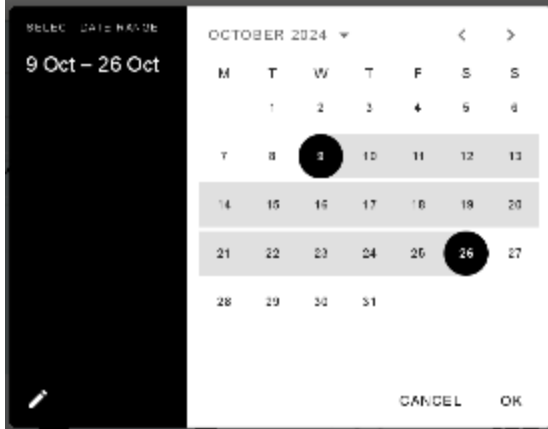 SELECT DATE RANGE
9 Oct – 26 Oct
OCTOBER 2024
M T W T F S S
1 2 3 4 5 6
7 8 9 10 11 12 13
14 15 16 17 18 19 20
21 22 23 24 25 26 27
28 29 30 31
CANCEL OK